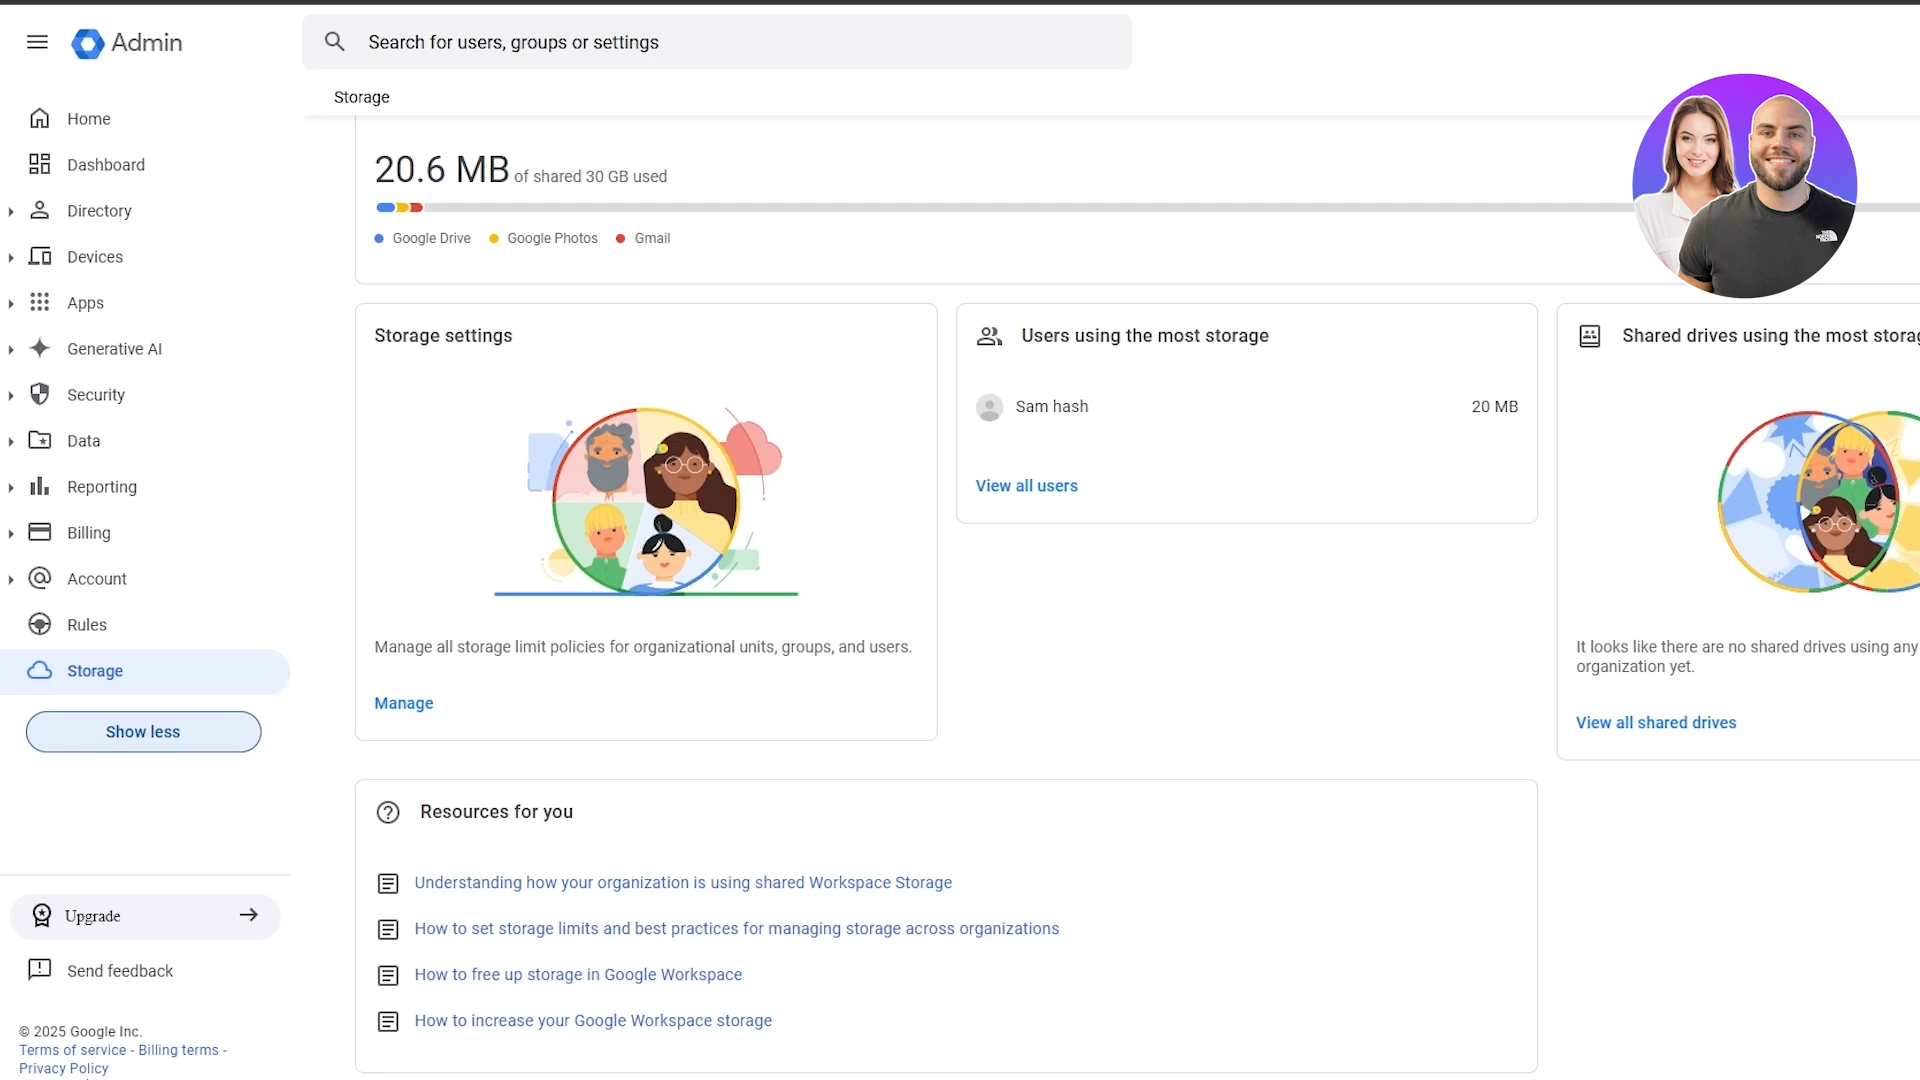 Admin
Search for users, groups or settings
Storage
Home
Dashboard
Directory
Devices
Apps
Generative AI
Security
Data
Reporting
Billing
Account
Rules
Storage
Show less
Upgrade
Send feedback
© 2025 Google Inc.
Terms of service - Billing terms -
Privacy Policy
20.6 MB of shared 30 GB used
Google Drive Google Photos Gmail
Storage settings
Manage all storage limit policies for organizational units, groups, and users.
Manage
Users using the most storage
Sam hash 20 MB
View all users
Shared drives using the most storag
It looks like there are no shared drives using any
organization yet.
View all shared drives
Resources for you
Understanding how your organization is using shared Workspace Storage
How to set storage limits and best practices for managing storage across organizations
How to free up storage in Google Workspace
How to increase your Google Workspace storage